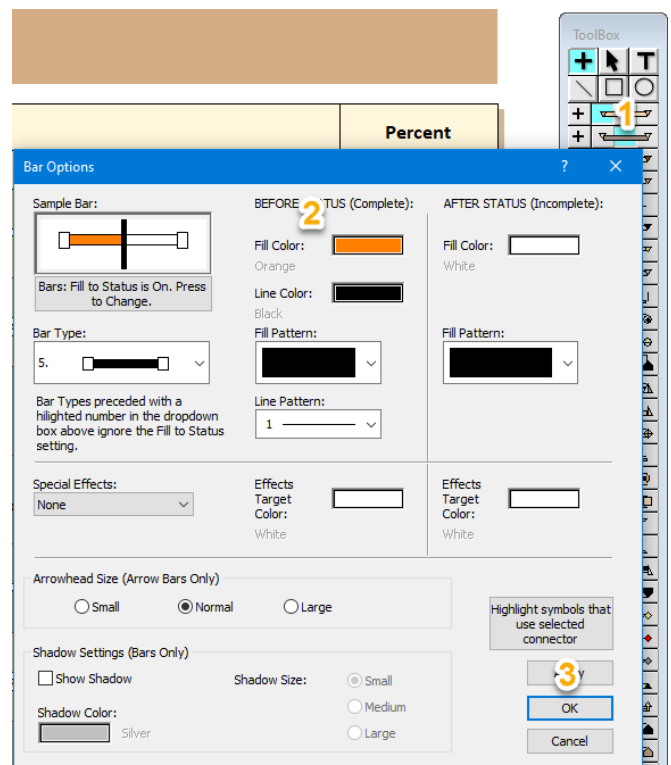 ToolBox
T
1
Percent
Bar Options ? ×
Sample Bar:
BEFORE 2 TUS (Complete):
AFTER STATUS (Incomplete):
Fill Color:
Orange
Fill Color:
White
Bars: Fill to Status is On. Press
to Change.
Line Color:
Black
Bar Type:
5.
Fill Pattern:
Fill Pattern:
Bar Types preceded with a
hilighted number in the dropdown
box above ignore the Fill to Status
setting.
Line Pattern:
1
Special Effects:
None
Effects
Target
Color:
White
Effects
Target
Color:
White
Arrowhead Size (Arrow Bars Only)
Small Normal Large
Highlight symbols that
use selected
connector
Shadow Settings (Bars Only)
Show Shadow
Shadow Size:
Small
Medium
Large
Shadow Color:
Silver
3 y
OK
Cancel